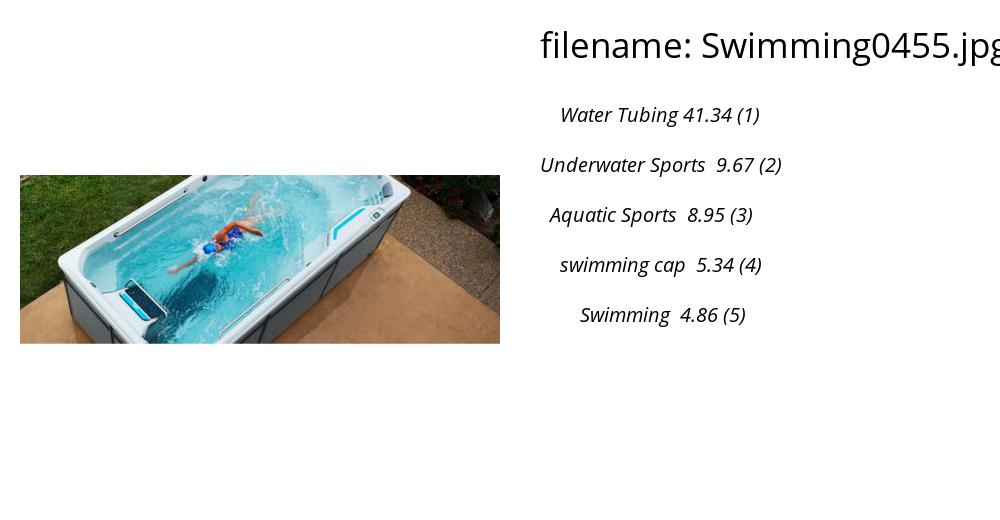 filename: Swimming0455.jpg
Water Tubing 41.34 (1)
Underwater Sports 9.67 (2)
Aquatic Sports 8.95 (3)
swimming cap 5.34 (4)
Swimming 4.86 (5)